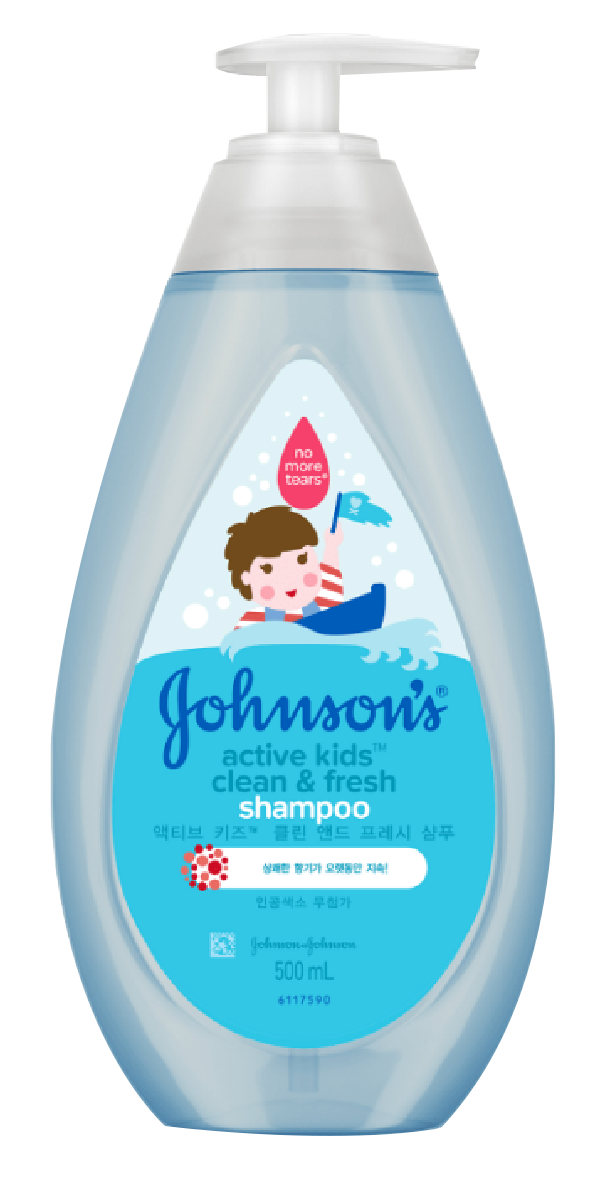 no
more
tears®
Johnson's®
active kids™
clean & fresh
shampoo
액티브 키즈™ 클린 앤드 프레시 샴푸
상쾌한 향기가 오랫동안 지속!
인공색소 무첨가
Johnson&Johnson
500 mL
6117590